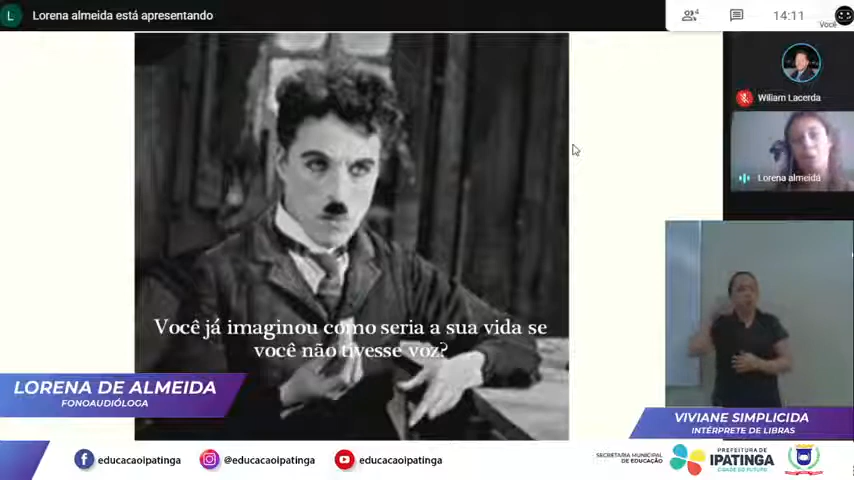 L
Lorena almeida está apresentando
4
14:11
Você
Wiliam Lacerda
Lorena almeida
Você já imaginou como seria a sua vida se
você não tivesse voz?
LORENA DE ALMEIDA
FONOAUDIÓLOGA
VIVIANE SIMPLICIDA
INTÉRPRETE DE LIBRAS
educacaoipatinga
@educacaoipatinga
educacaoipatinga
SECRETARIA MUNICIPAL
DE EDUCAÇÃO
PREFEITURA DE
IPATINGA
CIDADE DO FUTURO